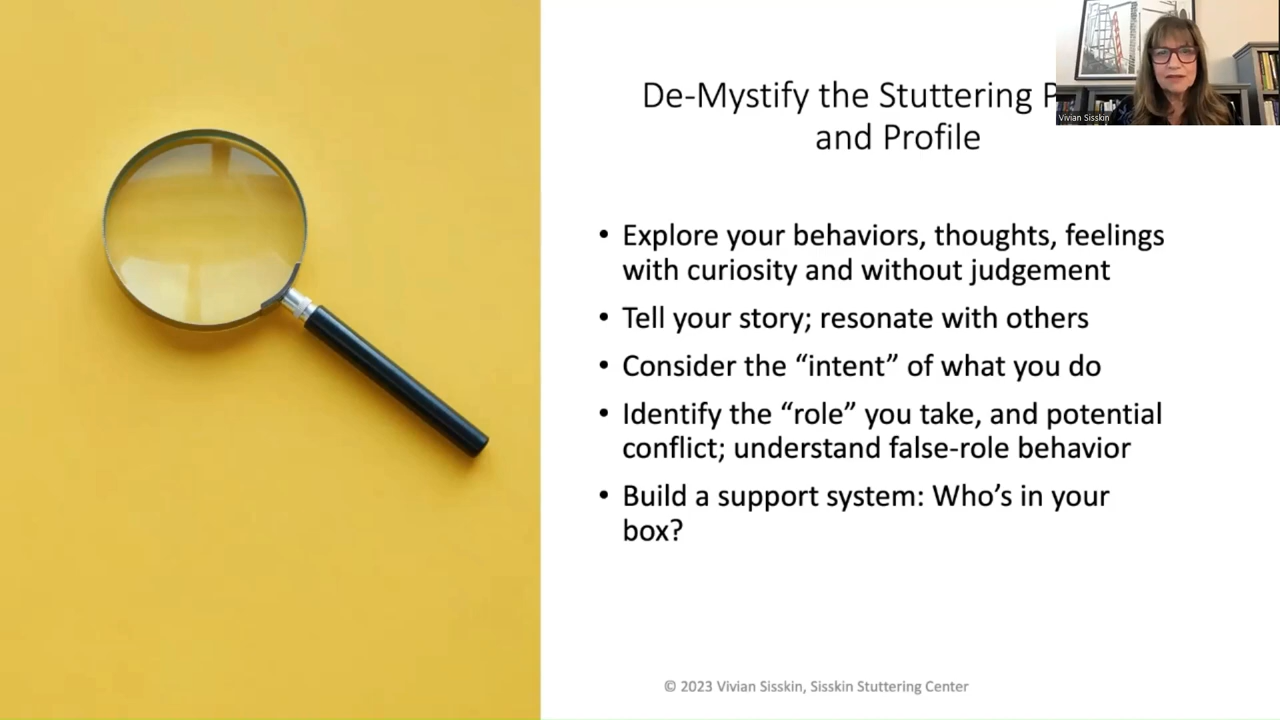 De-Mystify the Stuttering
and Profile
Vivian Sisskin
• Explore your behaviors, thoughts, feelings
with curiosity and without judgement
• Tell your story; resonate with others
• Consider the “intent” of what you do
• Identify the “role” you take, and potential
conflict; understand false-role behavior
• Build a support system: Who’s in your
box?
© 2023 Vivian Sisskin, Sisskin Stuttering Center